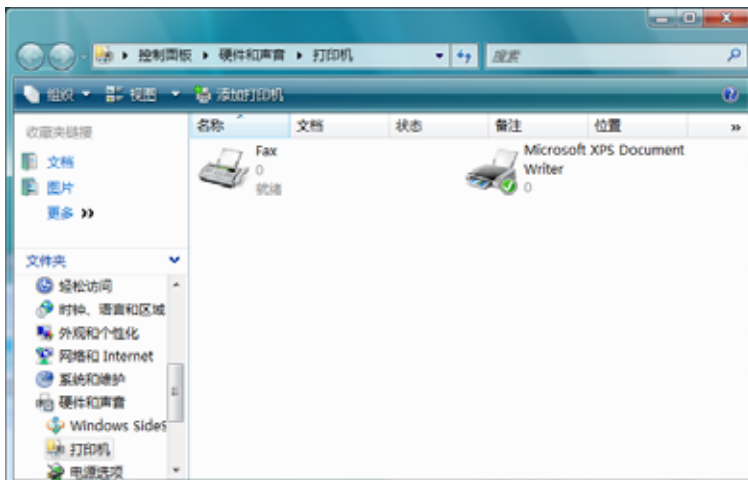 控制面板 ▸ 硬件和声音 ▸ 打印机
搜索
组织 视图 添加打印机
收藏夹链接
文档
图片
更多 »
文件夹
轻松访问
时钟、语言和区域
外观和个性化
网络和 Internet
系统和维护
硬件和声音
Windows SideS
打印机
电源选项
名称 文档 状态 备注 位置 »
Fax
0
就绪
Microsoft XPS Document
Writer
0